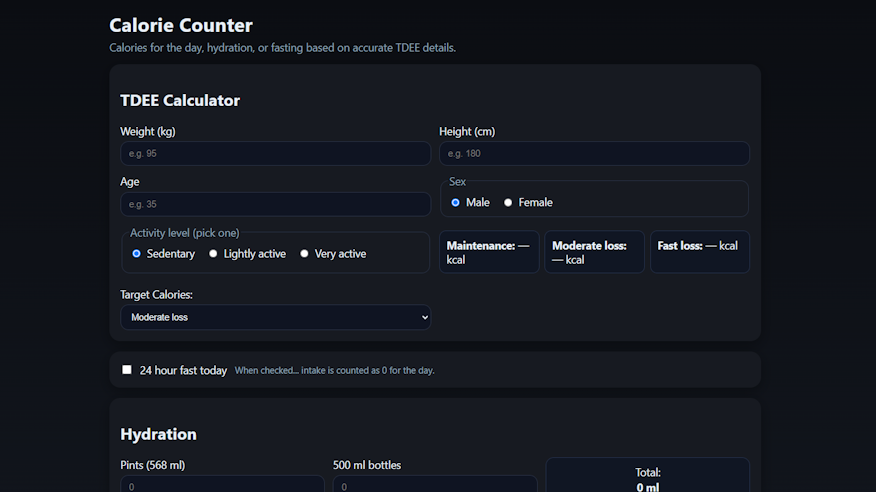 Calorie Counter
Calories for the day, hydration, or fasting based on accurate TDEE details.
TDEE Calculator
Weight (kg)
Height (cm)
e.g. 95
e.g. 180
Age
Sex
e.g. 35
Male
Female
Activity level (pick one)
Sedentary
Lightly active
Very active
Maintenance: —
kcal
Moderate loss:
— kcal
Fast loss: — kcal
Target Calories:
Moderate loss
24 hour fast today
When checked... intake is counted as 0 for the day.
Hydration
Pints (568 ml)
500 ml bottles
Total:
0
0
0 ml